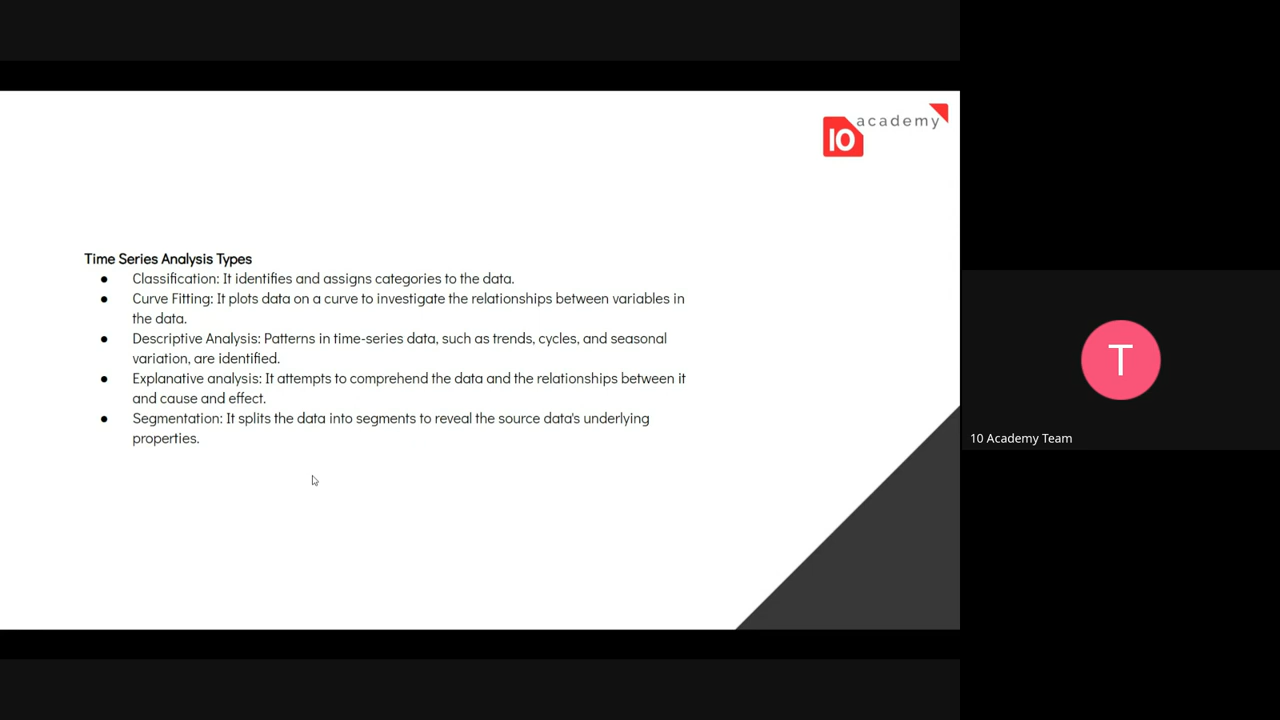 10 academy
Time Series Analysis Types
● Classification: It identifies and assigns categories to the data.
● Curve Fitting: It plots data on a curve to investigate the relationships between variables in
the data.
● Descriptive Analysis: Patterns in time-series data, such as trends, cycles, and seasonal
variation, are identified.
● Explanative analysis: It attempts to comprehend the data and the relationships between it
and cause and effect.
● Segmentation: It splits the data into segments to reveal the source data's underlying
properties.
T
10 Academy Team